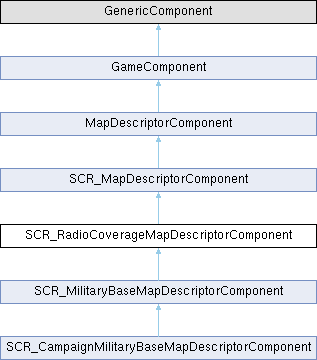 GenericComponent
GameComponent
MapDescriptorComponent
SCR_MapDescriptorComponent
SCR_RadioCoverageMapDescriptorComponent
SCR_MilitaryBaseMapDescriptorComponent
SCR_CampaignMilitaryBaseMapDescriptorComponent